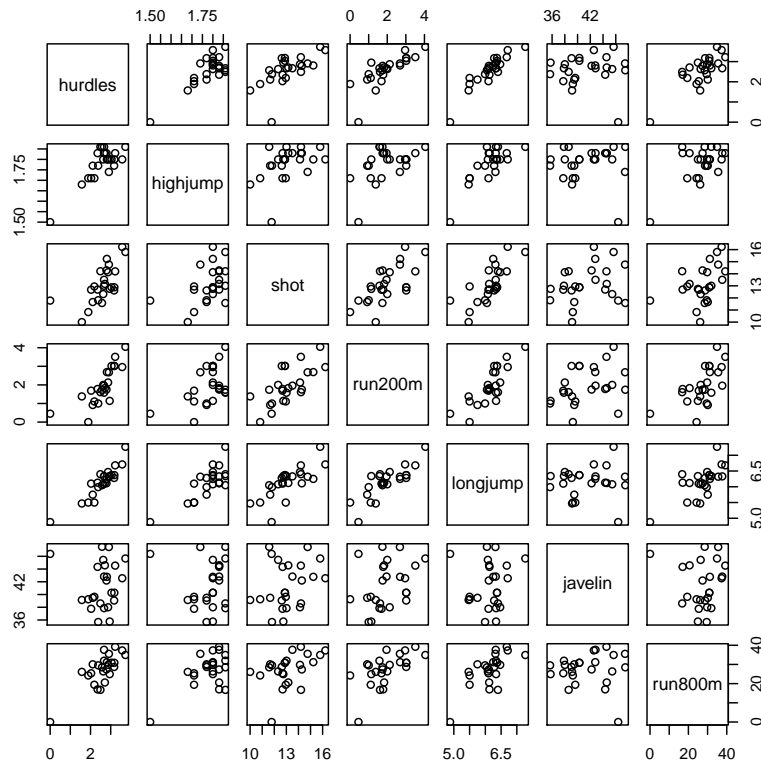 1.50 1.75 0 1 2 3 4 36 42
hurdles 0 2
1.50 1.75 highjump
shot 10 13 16
0 2 4 run200m
longjump 5.0 6.5
36 42 javelin
run800m 0 20 40
0 2 10 13 16 5.0 6.5 0 20 40